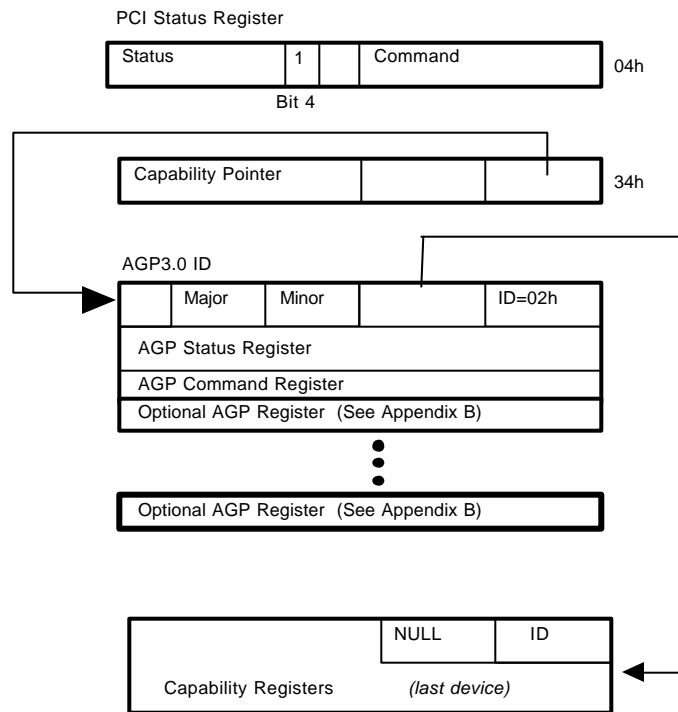 PCI Status Register
Status 1 Command 04h
Bit 4
Capability Pointer 34h
AGP3.0 ID
Major Minor ID=02h
AGP Status Register
AGP Command Register
Optional AGP Register (See Appendix B)
Optional AGP Register (See Appendix B)
NULL ID
Capability Registers (last device)